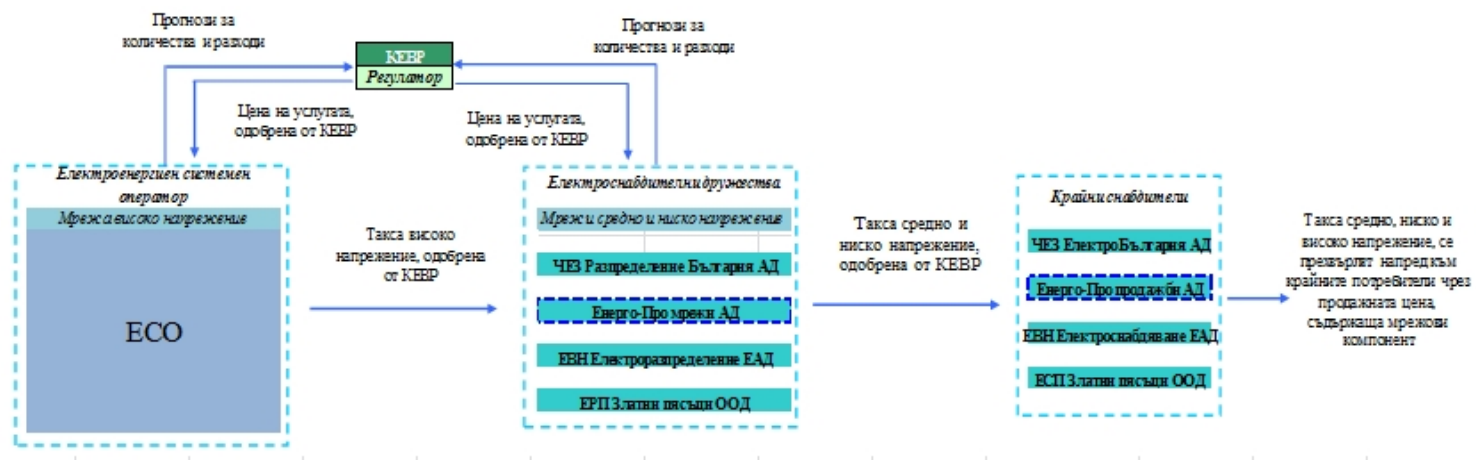 Прогнози за
количества и разходи
КЕВР
Регулатор
Прогнози за
количества и разходи
Цена на услугата,
одобрена от КЕВР
Цена на услугата,
одобрена от КЕВР
Електроенергиен системен
оператор
Мрежа високо напрежение
ЕСО
Такса високо
напрежение, одобрена
от КЕВР
Електроснабдителни дружества
Мрежи средно и ниско напрежение
ЧЕЗ Разпределение България АД
Енерго-Про мрежи АД
ЕВН Електроразпределение ЕАД
ЕРП Златни пясъци ООД
Такса средно и
ниско напрежение,
одобрена от КЕВР
Крайни снабдители
ЧЕЗ ЕлектроБългария АД
Енерго-Про продажби АД
ЕВН Електроснабдяване ЕАД
ЕСП Златни пясъци ООД
Такса средно, ниско и
високо напрежение, се
прехвърлят напред към
крайните потребители чрез
продажната цена,
съдържаща мрежови
компонент